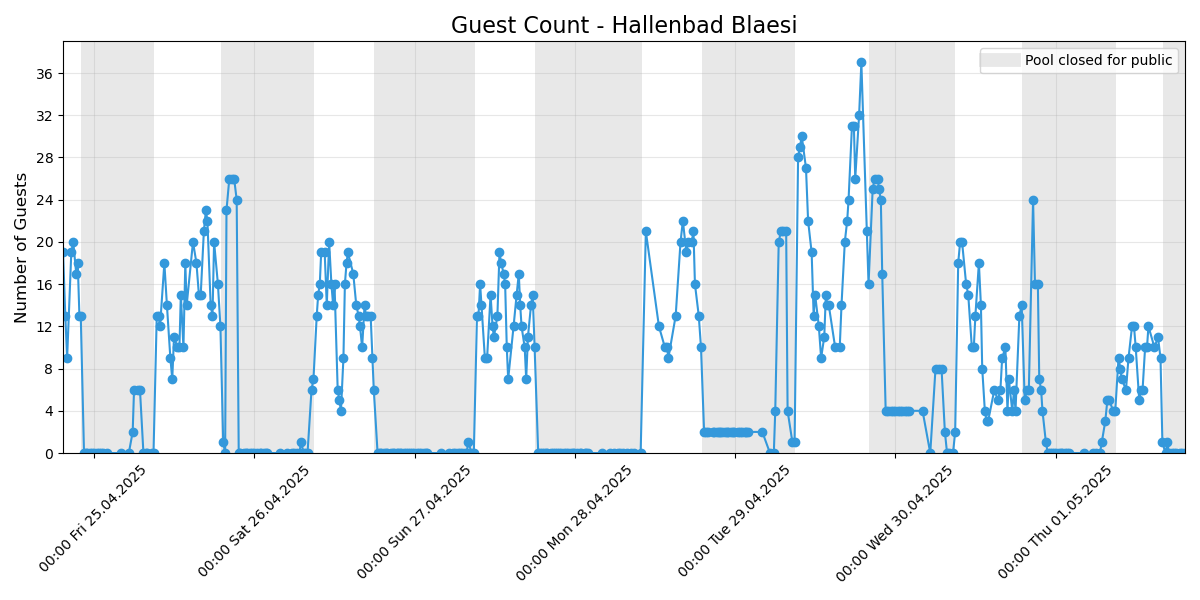 Guest Count - Hallenbad Blaesi
Pool closed for public
Number of Guests
36
32
28
24
20
16
12
8
4
0
00:00 Fri 25.04.2025
00:00 Sat 26.04.2025
00:00 Sun 27.04.2025
00:00 Mon 28.04.2025
00:00 Tue 29.04.2025
00:00 Wed 30.04.2025
00:00 Thu 01.05.2025